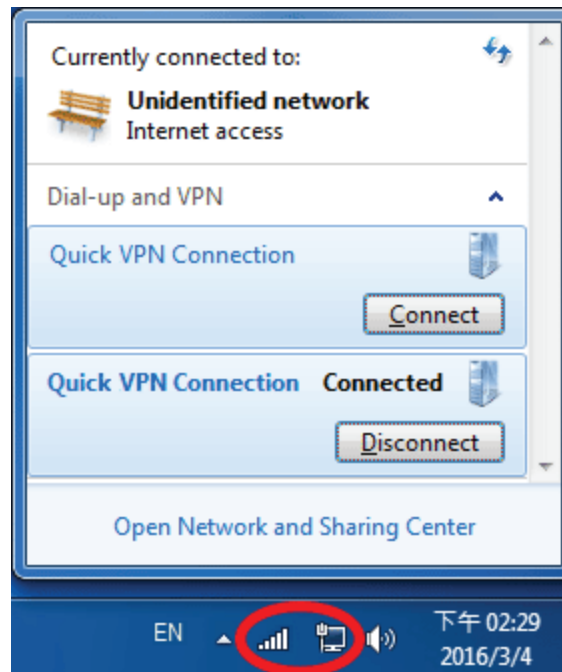 Currently connected to:
Unidentified network
Internet access
Dial-up and VPN
Quick VPN Connection
Connect
Quick VPN Connection Connected
Disconnect
Open Network and Sharing Center
EN 下午 02:29
2016/3/4